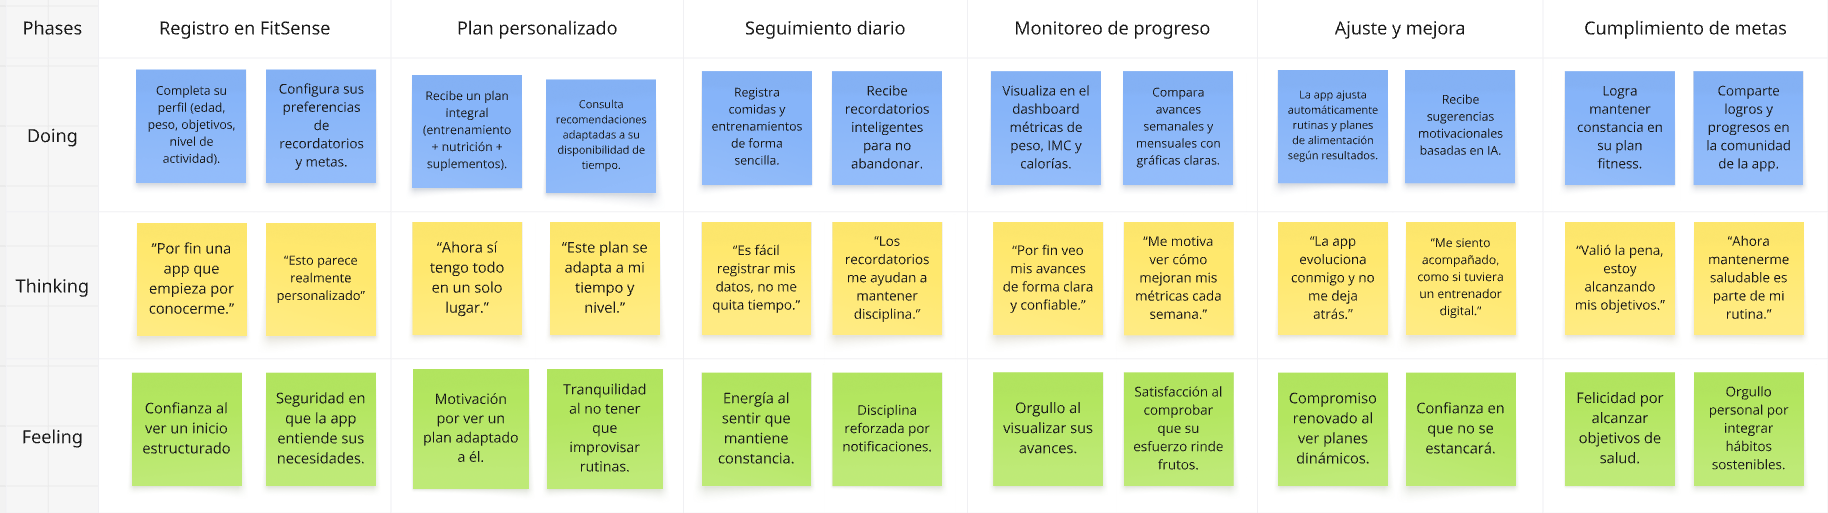 Phases
Registro en FitSense
Plan personalizado
Seguimiento diario
Monitoreo de progreso
Ajuste y mejora
Cumplimiento de metas
Doing
Completa su
perfil (edad,
peso, objetivos,
nivel de
actividad).
Configura sus
preferencias
de
recordatorios
y metas.
Recibe un plan
integral
(entrenamiento
+ nutrición +
suplementos).
Consulta
recomendaciones
adaptadas a su
disponibilidad de
tiempo.
Registra
comidas y
entrenamientos
de forma
sencilla.
Recibe
recordatorios
inteligentes
para no
abandonar.
Visualiza en el
dashboard
métricas de
peso, IMC y
calorías.
Compara
avances
semanales y
mensuales con
gráficas claras.
La app ajusta
automáticamente
rutinas y planes
de alimentación
según resultados.
Recibe
sugerencias
motivacionales
basadas en IA.
Logra
mantener
constancia en
su plan
fitness.
Comparte
logros y
progresos en
la comunidad
de la app.
Thinking
“Por fin una
app que
empieza por
conocerme.”
“Esto parece
realmente
personalizado”
“Ahora sí
tengo todo
en un solo
lugar.”
“Este plan se
adapta a mi
tiempo y
nivel.”
“Es fácil
registrar mis
datos, no me
quita tiempo.”
“Los
recordatorios
me ayudan a
mantener
disciplina.”
“Por fin veo
mis avances
de forma clara
y confiable.”
“Me motiva
ver cómo
mejoran mis
métricas cada
semana.”
“La app
evoluciona
conmigo y no
me deja
atrás.”
“Me siento
acompañado,
como si tuviera
un entrenador
digital.”
“Valió la pena,
estoy
alcanzando
mis objetivos.”
“Ahora
mantenerme
saludable es
parte de mi
rutina.”
Feeling
Confianza al
ver un inicio
estructurado
Seguridad en
que la app
entiende sus
necesidades.
Motivación
por ver un
plan adaptado
a él.
Tranquilidad
al no tener
que
improvisar
rutinas.
Energía al
sentir que
mantiene
constancia.
Disciplina
reforzada por
notificaciones.
Orgullo al
visualizar sus
avances.
Satisfacción al
comprobar
que su
esfuerzo rinde
frutos.
Compromiso
renovado al
ver planes
dinámicos.
Confianza en
que no se
estancará.
Felicidad por
alcanzar
objetivos de
salud.
Orgullo
personal por
integrar
hábitos
sostenibles.